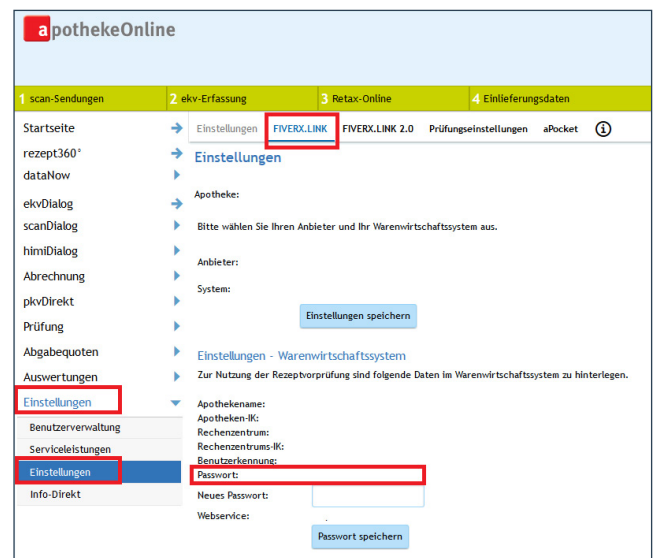 apothekeOnline
1 scan-Sendungen 2 ekv-Erfassung 3 Retax-Online 4 Einlieferungsdaten
Startseite
rezept360°
dataNow
ekvDialog
scanDialog
himiDialog
Abrechnung
pkvDirekt
Prüfung
Abgabequoten
Auswertungen
Einstellungen
Benutzerverwaltung
Serviceleistungen
Einstellungen
Info-Direkt
Einstellungen FIVERX.LINK FIVERX.LINK 2.0 Prüfungseinstellungen aPocket i
Einstellungen
Apotheke:
Bitte wählen Sie Ihren Anbieter und Ihr Warenwirtschaftssystem aus.
Anbieter:
System:
Einstellungen speichern
Einstellungen - Warenwirtschaftssystem
Zur Nutzung der Rezeptvorprüfung sind folgende Daten im Warenwirtschaftssystem zu hinterlegen.
Apothekename:
Apotheken-IK:
Rechenzentrum:
Rechenzentrums-IK:
Benutzerkennung:
Passwort:
Neues Passwort:
Webservice: .
Passwort speichern